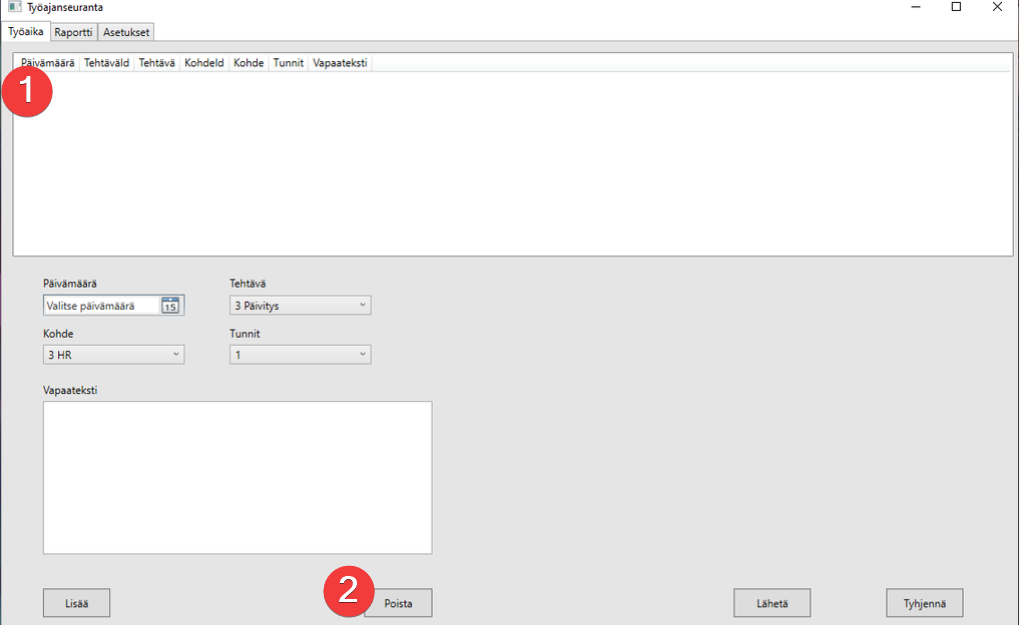 Työajanseuranta
Työaika Raportti Asetukset
Päivämäärä TehtäväId Tehtävä KohdeId Kohde Tunnit Vapaateksti
1
Päivämäärä Tehtävä
Valitse päivämäärä 15 3 Päivitys
Kohde Tunnit
3 HR 1
Vapaateksti
2
Lisää Poista Lähetä Tyhjennä